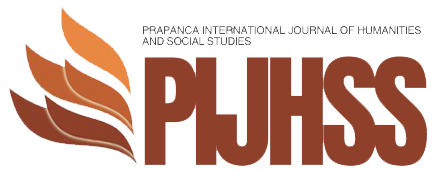 PRAPANCA INTERNATIONAL JOURNAL OF HUMANITIES
AND SOCIAL STUDIES
PIJHSS